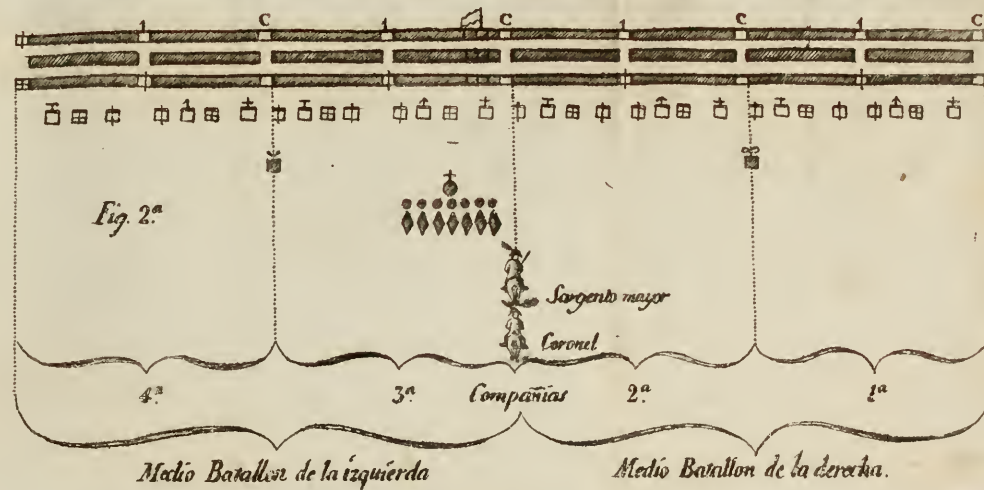 1 C 1 C 1 C 1 C
Fig. 2.ª
Sargento mayor
Coronel
4.ª 3.ª Compañias 2.ª 1.ª
Medio Batallon de la izquierda Medio Batallon de la derecha.